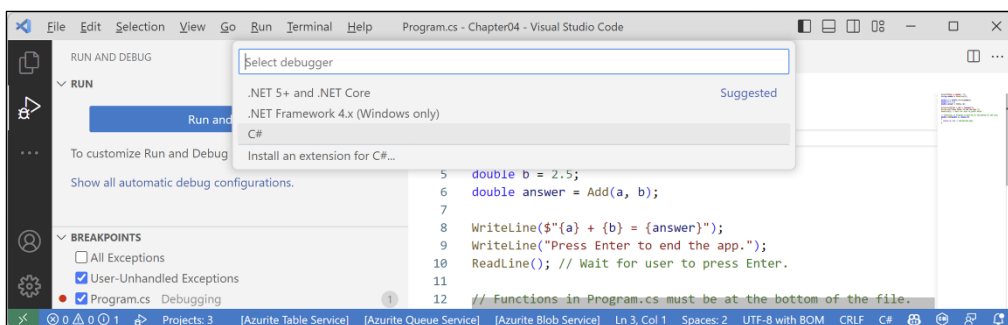 File Edit Selection View Go Run Terminal Help Program.cs - Chapter04 - Visual Studio Code
RUN AND DEBUG
RUN
Run and
To customize Run and Debug
Show all automatic debug configurations.
BREAKPOINTS
All Exceptions
User-Unhandled Exceptions
Program.cs Debugging 1
Select debugger
.NET 5+ and .NET Core Suggested
.NET Framework 4.x (Windows only)
C#
Install an extension for C#...
5 double b = 2.5;
6 double answer = Add(a, b);
7
8 WriteLine($"{a} + {b} = {answer}");
9 WriteLine("Press Enter to end the app.");
10 ReadLine(); // Wait for user to press Enter.
11
12 // Functions in Program.cs must be at the bottom of the file.
0 0 1 Projects: 3 [Azurite Table Service] [Azurite Queue Service] [Azurite Blob Service] Ln 3, Col 1 Spaces: 2 UTF-8 with BOM CRLF C#